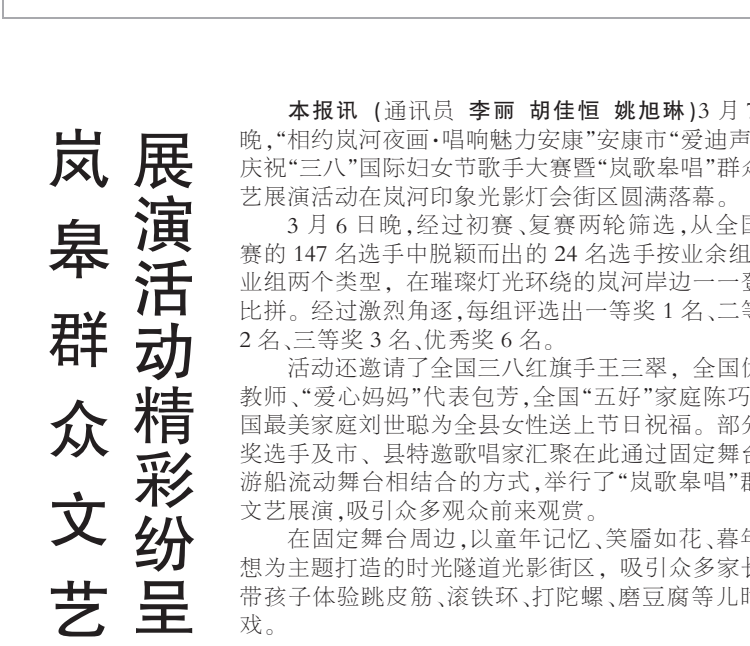 岚皋群众文艺
展演活动精彩纷呈
本报讯 (通讯员 李丽 胡佳恒 姚旭琳)3 月
晚,“相约岚河夜画·唱响魅力安康”安康市“爱迪声
庆祝“三八”国际妇女节歌手大赛暨“岚歌皋唱”群众
艺展演活动在岚河印象光影灯会街区圆满落幕。
3 月 6 日晚,经过初赛、复赛两轮筛选,从全国
赛的 147 名选手中脱颖而出的 24 名选手按业余组
业组两个类型，在璀璨灯光环绕的岚河岸边一一登
比拼。经过激烈角逐,每组评选出一等奖 1 名、二等
2 名、三等奖 3 名、优秀奖 6 名。
活动还邀请了全国三八红旗手王三翠，全国优
教师、“爱心妈妈”代表包芳,全国“五好”家庭陈巧
国最美家庭刘世聪为全县女性送上节日祝福。部分
奖选手及市、县特邀歌唱家汇聚在此通过固定舞台
游船流动舞台相结合的方式,举行了“岚歌皋唱”群
文艺展演,吸引众多观众前来观赏。
在固定舞台周边,以童年记忆、笑靥如花、暮年
想为主题打造的时光隧道光影街区，吸引众多家长
带孩子体验跳皮筋、滚铁环、打陀螺、磨豆腐等儿时
戏。